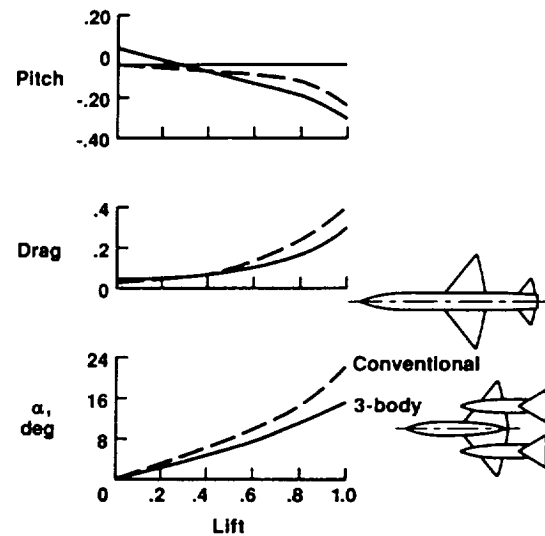 .20
0
Pitch
-.20
-.40
.4
Drag
.2
0
24
Conventional
16
α,
deg
3-body
8
0
.2
.4
.6
.8
1.0
Lift